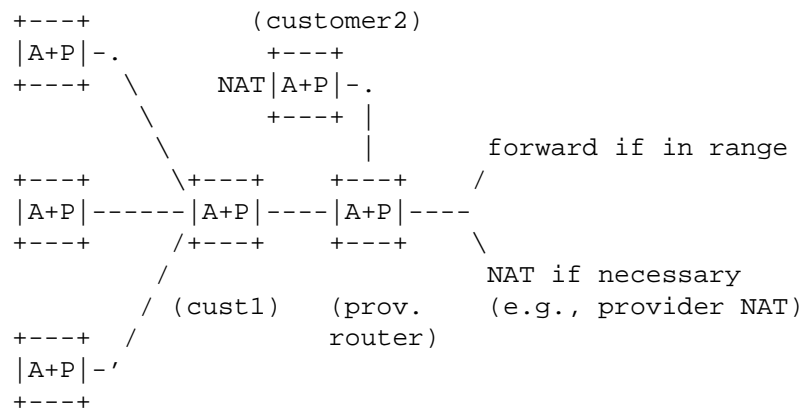 +---+          (customer2)
|A+P|-.          +---+
+---+  \     NAT|A+P|-.
        \        +---+ |
         \             |       forward if in range
+---+     \+---+     +---+    /
|A+P|------|A+P|----|A+P|----
+---+     /+---+     +---+    \
         /                     NAT if necessary
        / (cust1)   (prov.     (e.g., provider NAT)
+---+  /            router)
|A+P|-'
+---+